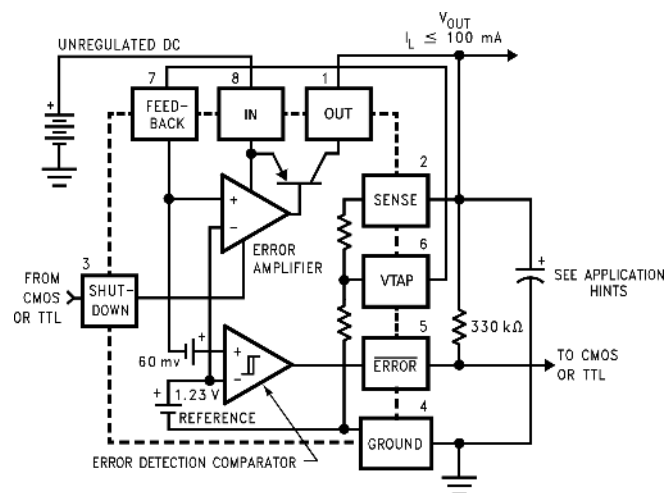 V_OUT
I_L ≤ 100 mA
UNREGULATED DC
7
8
1
FEED-
BACK
IN
OUT
+
2
SENSE
+
−
ERROR
AMPLIFIER
6
VTAP
+
SEE APPLICATION
HINTS
FROM
CMOS
OR TTL
3
SHUT-
DOWN
5
330 kΩ
+
60 mv
+
−
ERROR
TO CMOS
OR TTL
+
1.23 V
REFERENCE
4
GROUND
ERROR DETECTION COMPARATOR